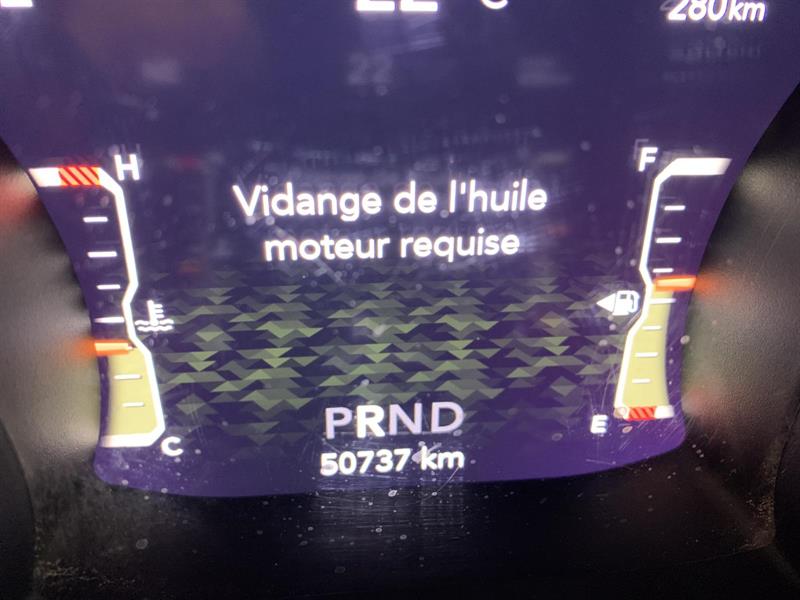 280km
H
F
Vidange de l'huile
moteur requise
E
C
PRND
50737 km